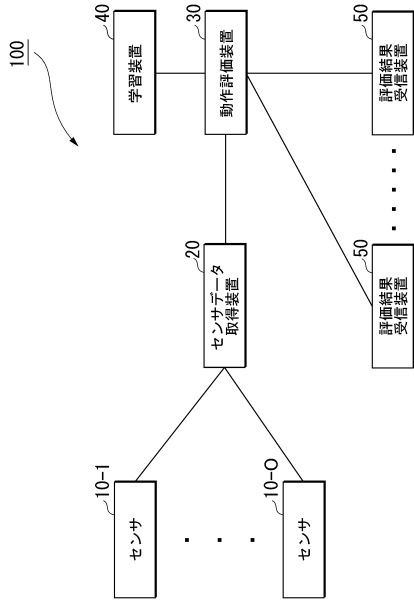 100
40
学習装置
30
動作評価装置
50
評価結果
受信装置
50
評価結果
受信装置
20
センサデータ
取得装置
10-1
センサ
10-O
センサ